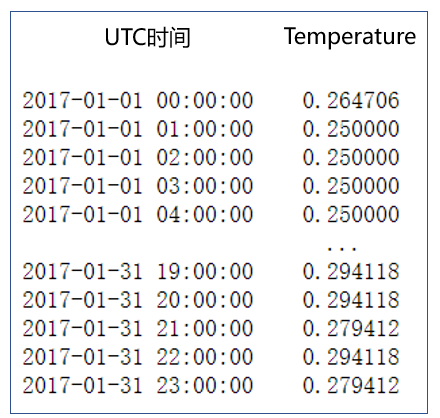 UTC时间 Temperature
2017-01-01 00:00:00 0.264706
2017-01-01 01:00:00 0.250000
2017-01-01 02:00:00 0.250000
2017-01-01 03:00:00 0.250000
2017-01-01 04:00:00 0.250000
...
2017-01-31 19:00:00 0.294118
2017-01-31 20:00:00 0.294118
2017-01-31 21:00:00 0.279412
2017-01-31 22:00:00 0.294118
2017-01-31 23:00:00 0.279412